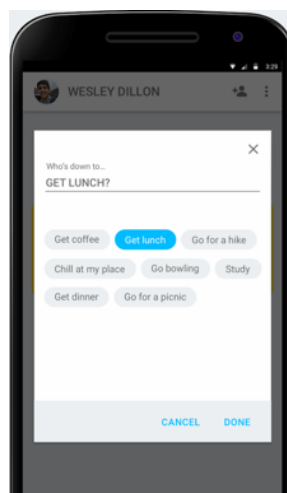 3:29
WESLEY DILLON
Who's down to...
GET LUNCH?
Get coffee Get lunch Go for a hike
Chill at my place Go bowling Study
Get dinner Go for a picnic
CANCEL DONE